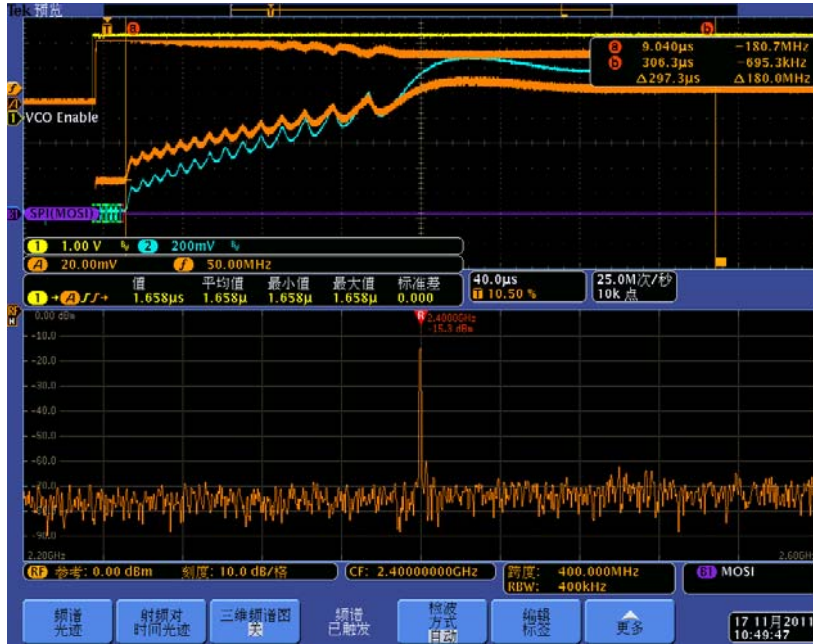 Tek 预览
T
a
b
a 9.040µs -180.7MHz
b 306.3µs -695.3kHz
Δ297.3µs Δ180.0MHz
f
A
1
VCO Enable
B1 SPI(MOSI)
1 1.00 V 2 200mV
A 20.00mV f 50.00MHz
值 平均值 最小值 最大值 标准差
1 → A 1.658µs 1.658µ 1.658µ 1.658µ 0.000
40.0µs
T 10.50 %
25.0M次/秒
10k 点
RF
H
0.00 dBm
-10.0
-20.0
-30.0
-40.0
-50.0
-60.0
-70.0
-90.0
R 2.4000GHz
-15.3 dBm
2.20GHz
2.60GHz
RF 参考: 0.00 dBm 刻度: 10.0 dB/格
CF: 2.40000000GHz
跨度: 400.000MHz
RBW: 400kHz
B1 MOSI
频谱
光迹
射频对
时间光迹
三维频谱图
关
频谱
已触发
检波
方式
自动
编辑
标签
更多
17 11月2011
10:49:47